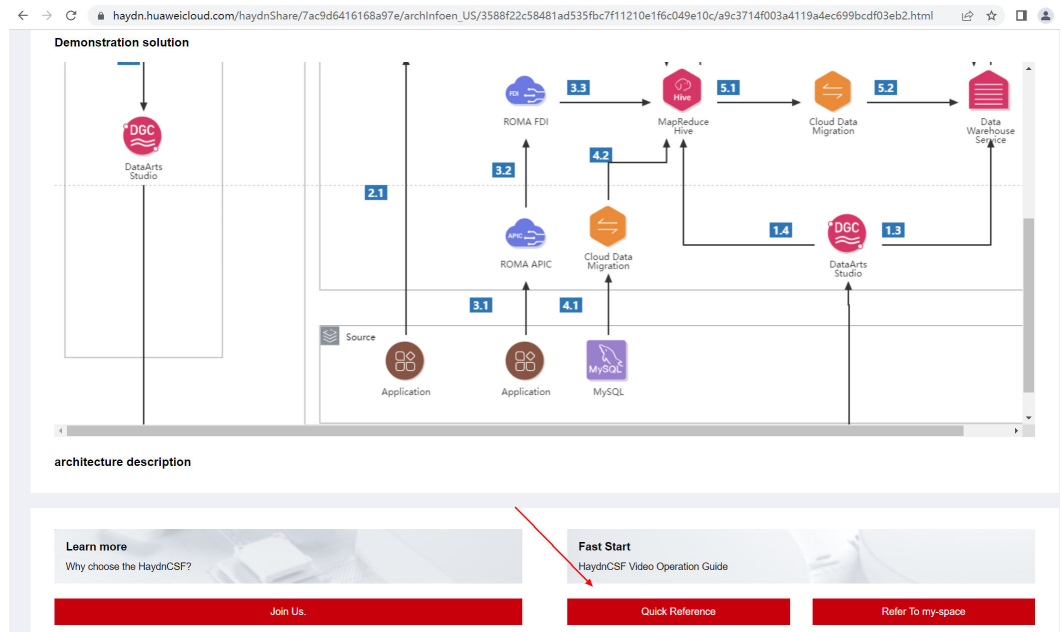 haydn.huaweicloud.com/haydnShare/7ac9d6416168a97e/archInfoen_US/3588f22c58481ad535fbc7f11210e1f6c049e10c/a9c3714f003a4119a4ec699bcdf03eb2.html
Demonstration solution
FDI
3.3
Hive
5.1
5.2
DGC
ROMA FDI
MapReduce
Hive
Cloud Data
Migration
Data
Warehouse
Service
DataArts
Studio
4.2
3.2
2.1
APIC
1.4
DGC
1.3
ROMA APIC
Cloud Data
Migration
DataArts
Studio
3.1
4.1
Source
MySQL
Application
Application
MySQL
architecture description
Learn more
Why choose the HaydnCSF?
Fast Start
HaydnCSF Video Operation Guide
Join Us.
Quick Reference
Refer To my-space